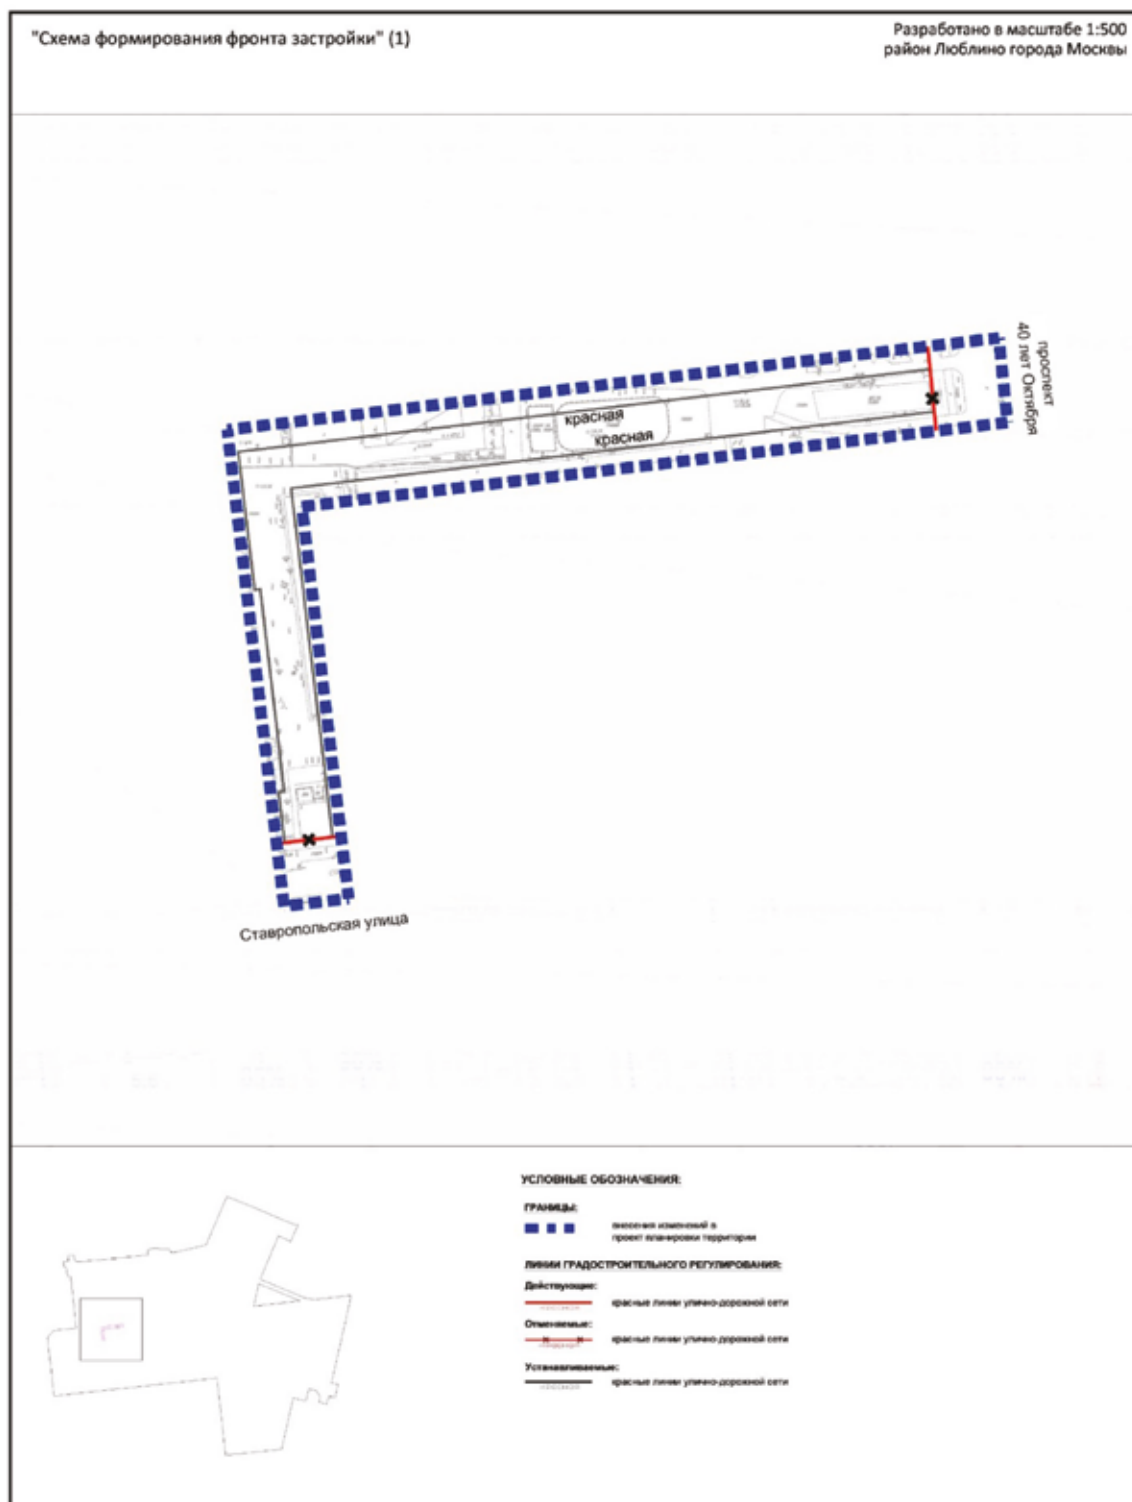 "Схема формирования фронта застройки" (1)
Разработано в масштабе 1:500
район Люблино города Москвы
проспект
40 лет Октября
красная
красная
Ставропольская улица
УСЛОВНЫЕ ОБОЗНАЧЕНИЯ:
ГРАНИЦЫ:
внесения изменений в
проект планировки территории
ЛИНИИ ГРАДОСТРОИТЕЛЬНОГО РЕГУЛИРОВАНИЯ:
Действующие:
красные линии улично-дорожной сети
Отменяемые:
красные линии улично-дорожной сети
Устанавливаемые:
красные линии улично-дорожной сети